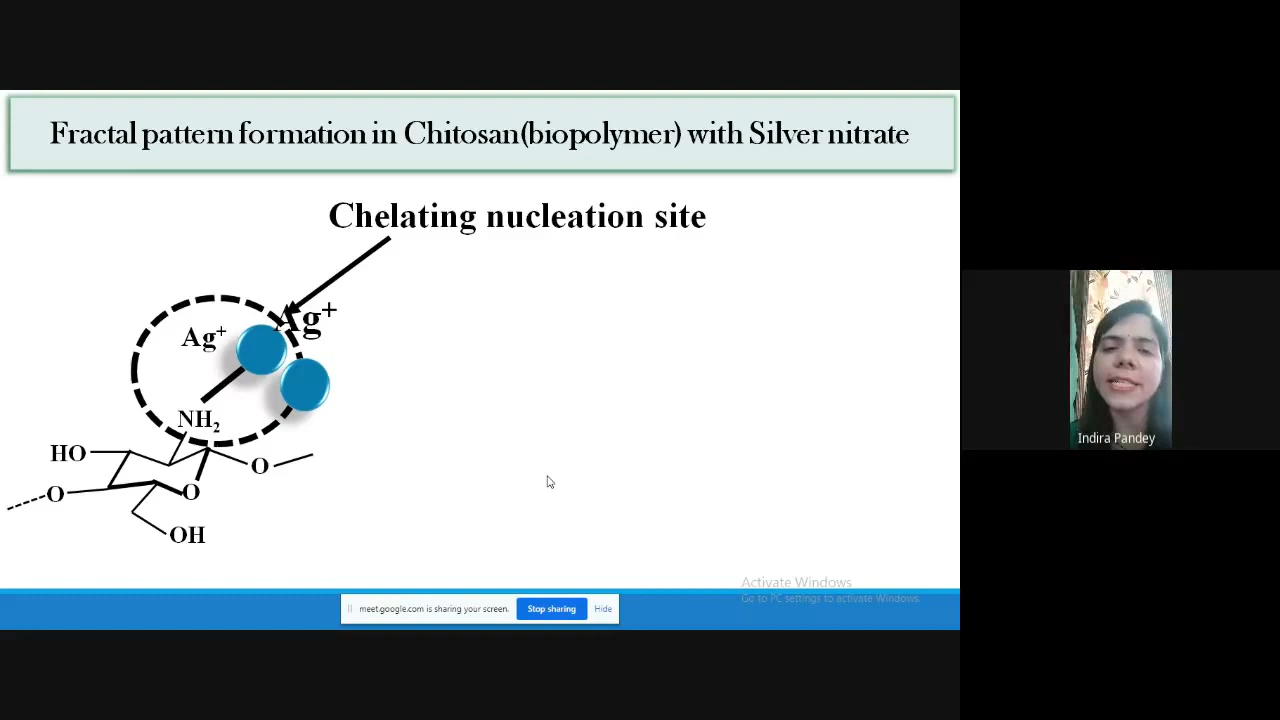 Fractal pattern formation in Chitosan(biopolymer) with Silver nitrate
Chelating nucleation site
Ag⁺
Ag⁺
NH₂
HO
O
O
O
OH
Indira Pandey
Activate Windows
Go to PC settings to activate Windows.
meet.google.com is sharing your screen.
Stop sharing
Hide